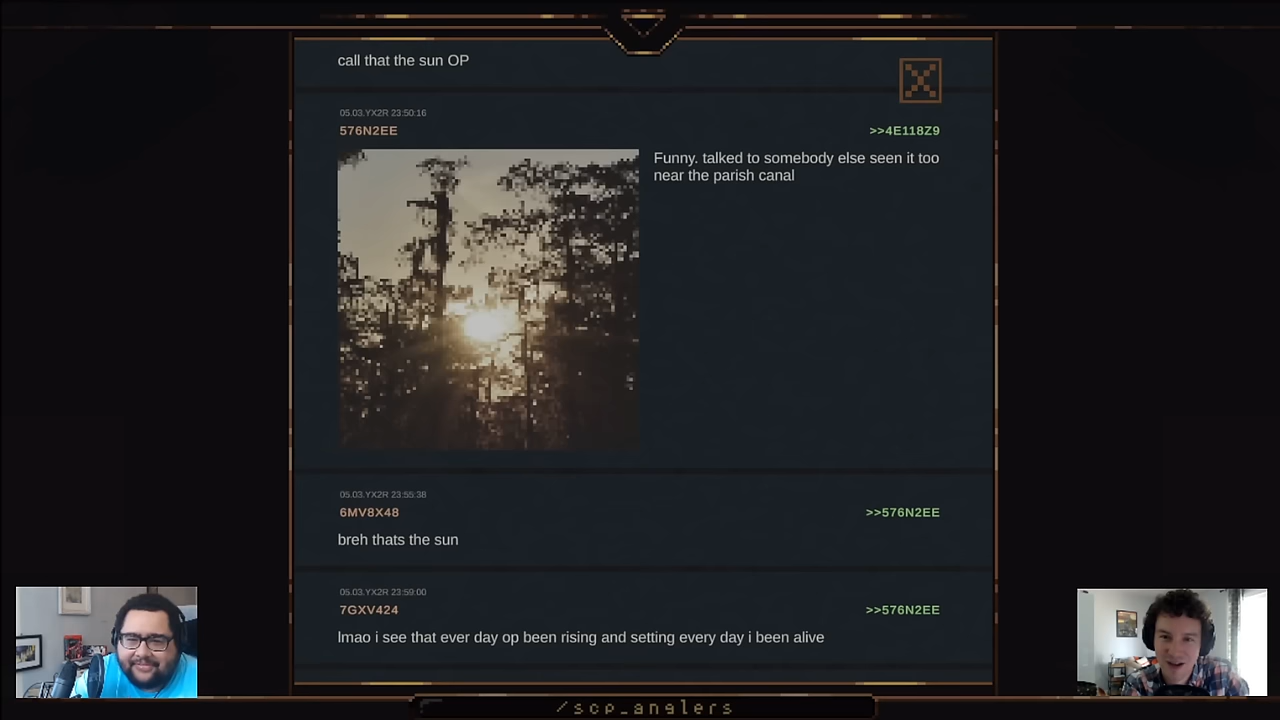 call that the sun OP
05.03.YX2R 23:50:16
576N2EE
>>4E118Z9
Funny. talked to somebody else seen it too
near the parish canal
05.03.YX2R 23:55:38
6MV8X48
>>576N2EE
breh thats the sun
05.03.YX2R 23:59:00
7GXV424
>>576N2EE
lmao i see that ever day op been rising and setting every day i been alive
/scp_anglers